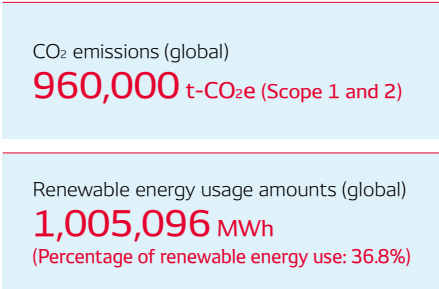 CO₂ emissions (global)
960,000 t-CO₂e (Scope 1 and 2)
Renewable energy usage amounts (global)
1,005,096 MWh
(Percentage of renewable energy use: 36.8%)